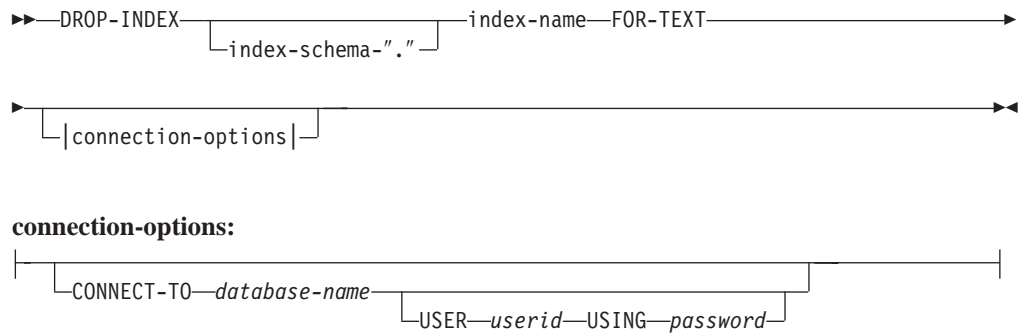 DROP-INDEX index-name FOR-TEXT
index-schema-"."
|connection-options|
connection-options:
CONNECT-TO database-name
USER userid USING password